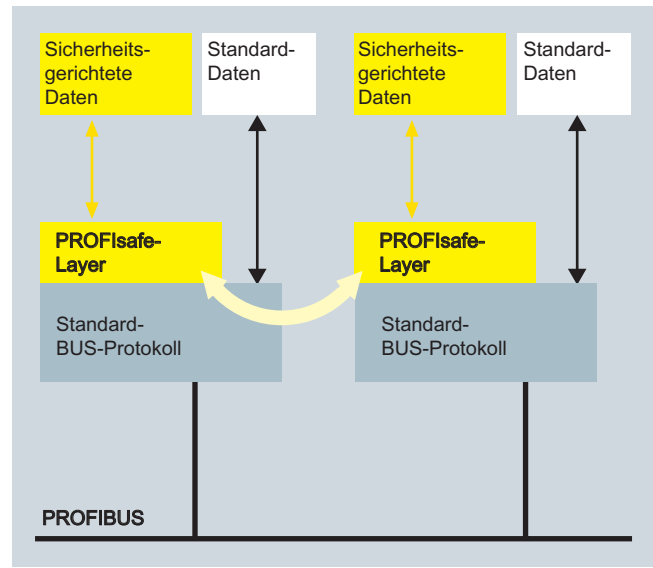 Sicherheits-
gerichtete
Daten
Standard-
Daten
Sicherheits-
gerichtete
Daten
Standard-
Daten
PROFIsafe-
Layer
PROFIsafe-
Layer
Standard-
BUS-Protokoll
Standard-
BUS-Protokoll
PROFIBUS